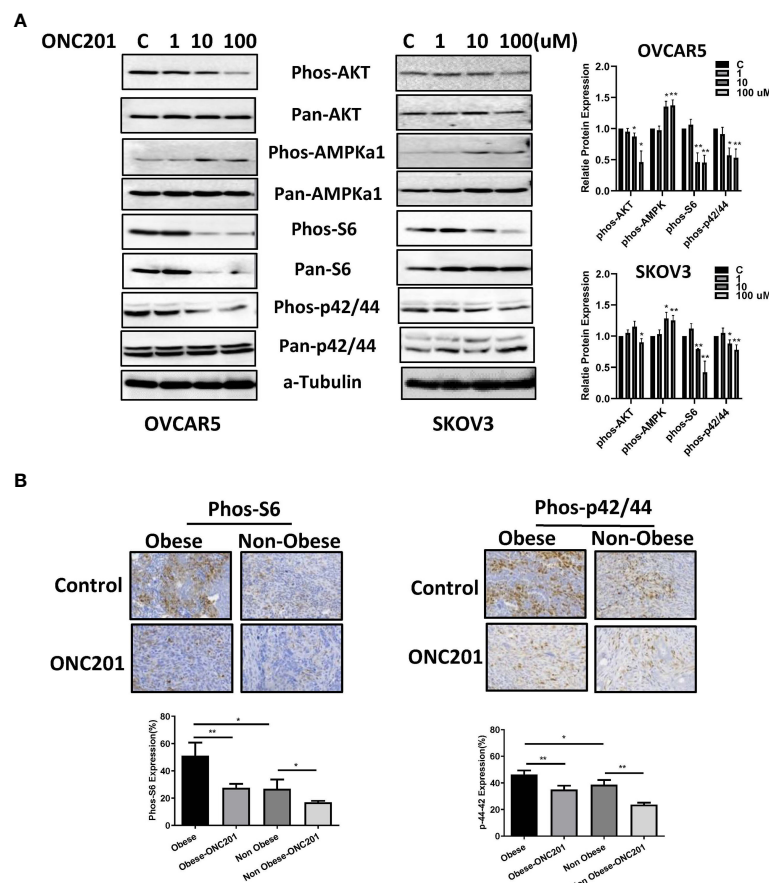 A
ONC201 C 1 10 100 C 1 10 100(uM)
Phos-AKT
Pan-AKT
Phos-AMPKa1
Pan-AMPKa1
Phos-S6
Pan-S6
Phos-p42/44
Pan-p42/44
a-Tubulin
OVCAR5 SKOV3
OVCAR5
C
1
10
100 uM
Relatie Protein Expression
2.0
1.5
1.0
0.5
0.0
* * * ** ** ** * **
phos-AKT phos-AMPK phos-S6 phos-p42/44
SKOV3
C
1
10
100 uM
Relatie Protein Expression
2.0
1.5
1.0
0.5
0.0
* * ** ** ** * **
phos-AKT phos-AMPK phos-S6 phos-p42/44
B
Phos-S6
Obese Non-Obese
Control
ONC201
Phos-S6 Expression(%)
80
60
40
20
0
*
**
*
Obese Obese-ONC201 Non Obese Non Obese-ONC201
Phos-p42/44
Obese Non-Obese
Control
ONC201
p-44-42 Expression(%)
80
60
40
20
0
*
**
**
Obese Obese-ONC201 Non Obese Non Obese-ONC201